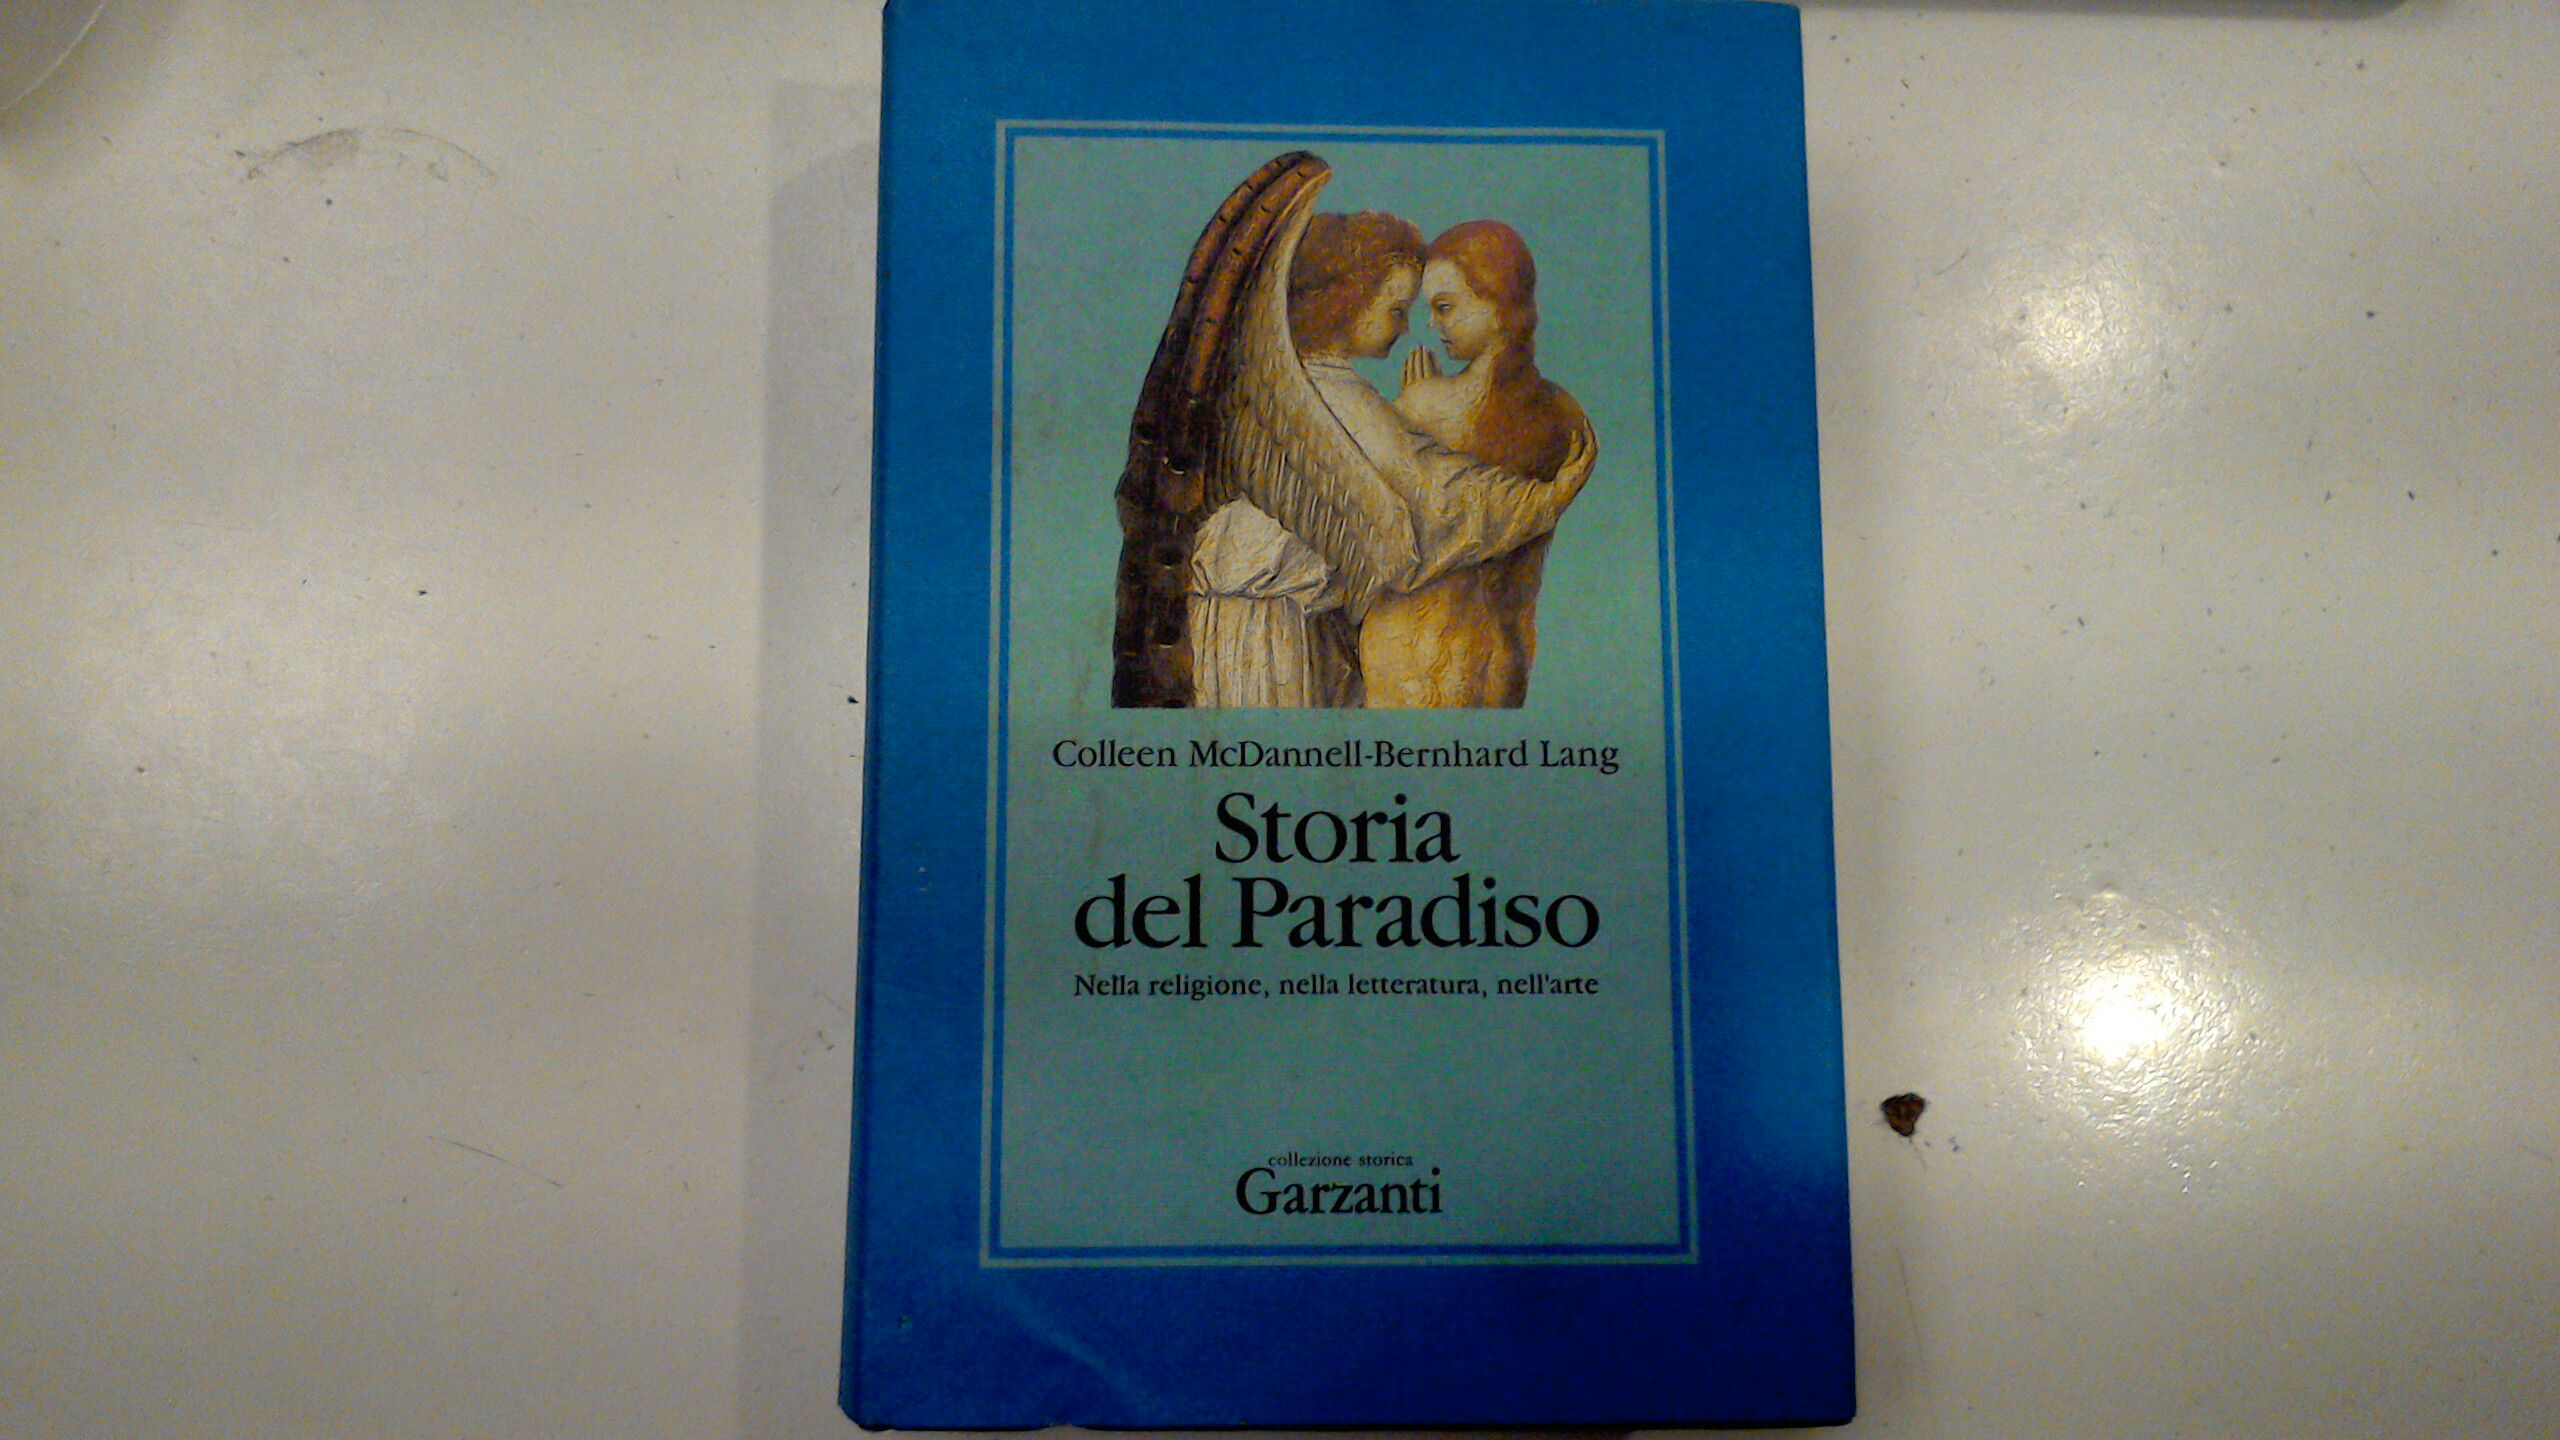 Colleen McDannell-Bernhard Lang
Storia
del Paradiso
Nella religione, nella letteratura, nell'arte
collezione storica
Garzanti